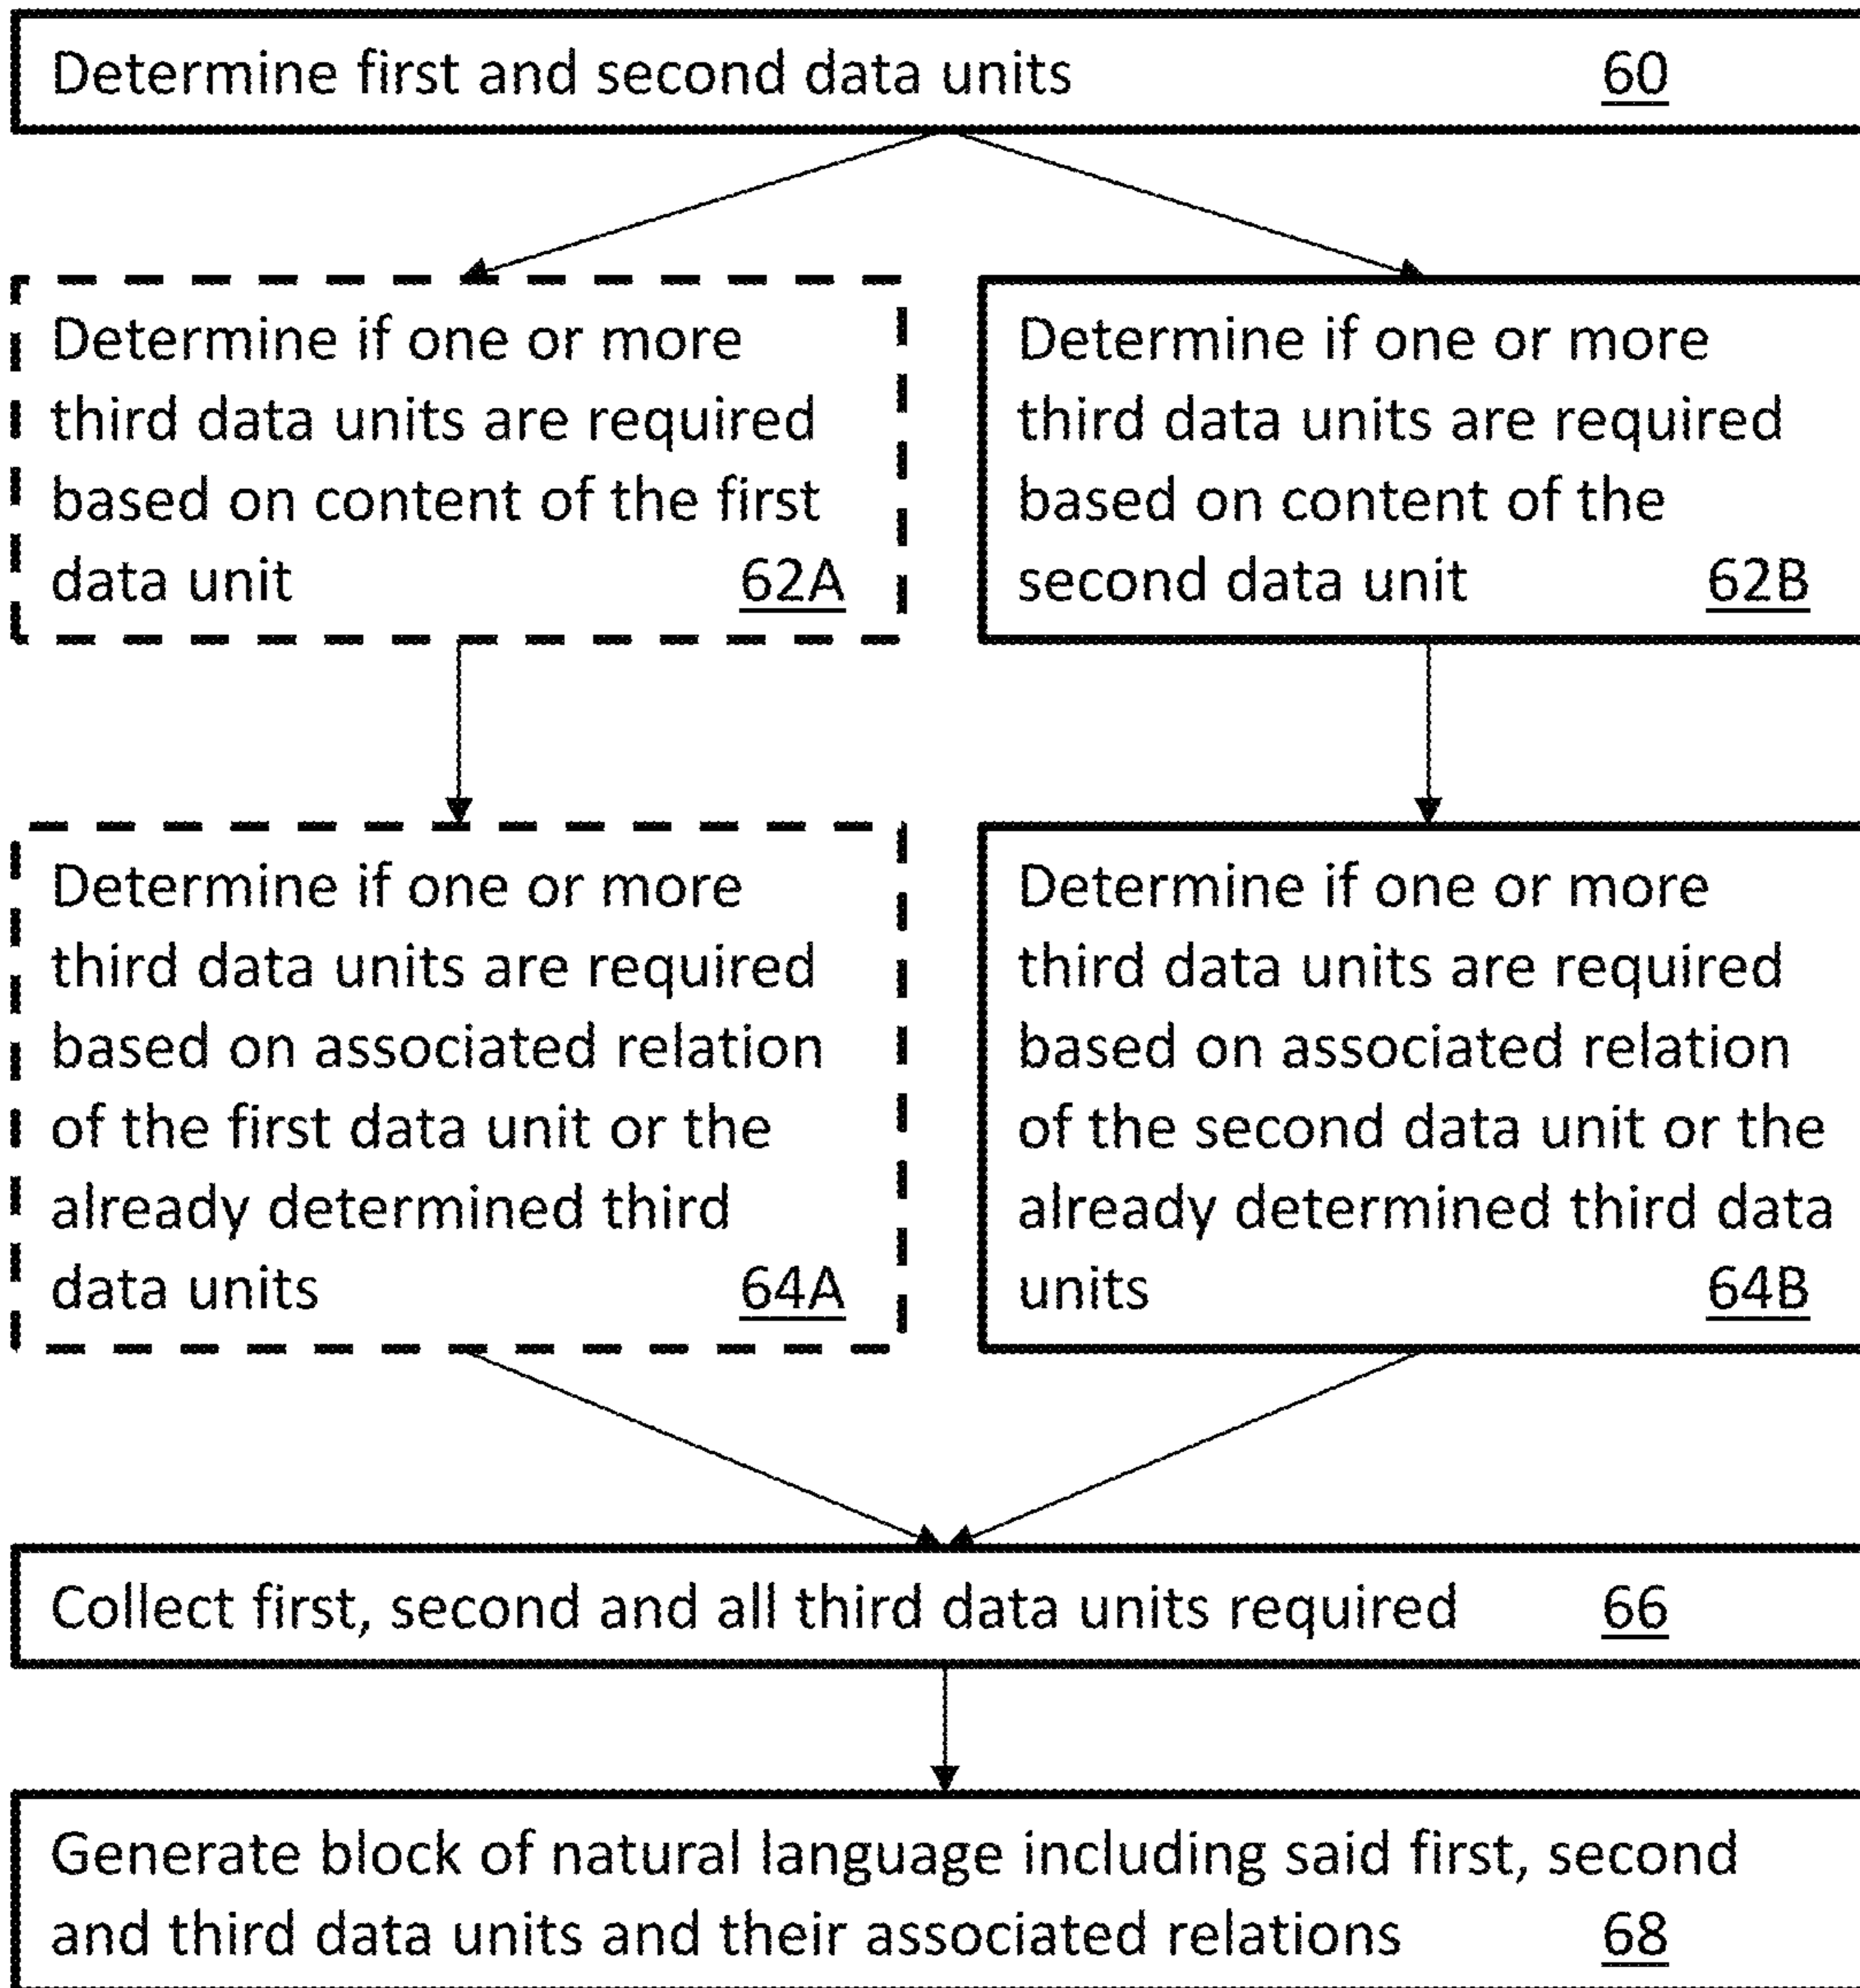 Determine first and second data units 60
Determine if one or more
third data units are required
based on content of the first
data unit 62A
Determine if one or more
third data units are required
based on content of the
second data unit 62B
Determine if one or more
third data units are required
based on associated relation
of the first data unit or the
already determined third
data units 64A
Determine if one or more
third data units are required
based on associated relation
of the second data unit or the
already determined third data
units 64B
Collect first, second and all third data units required 66
Generate block of natural language including said first, second
and third data units and their associated relations 68